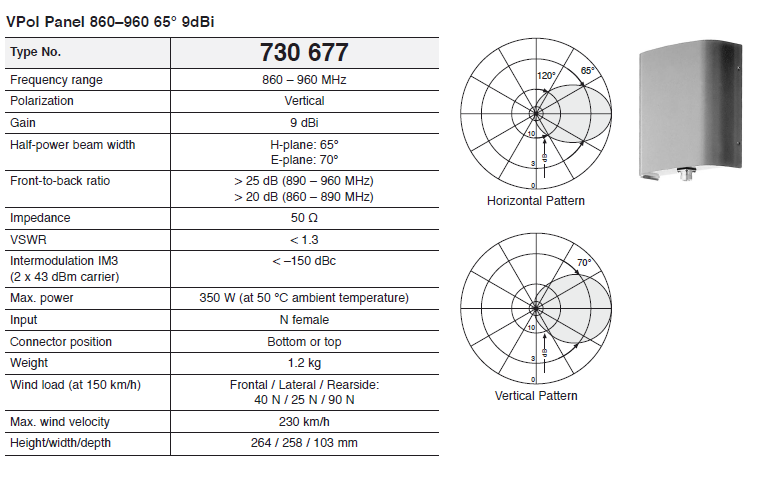 VPol Panel 860–960 65° 9dBi
Type No. 730 677
Frequency range 860 – 960 MHz
Polarization Vertical
Gain 9 dBi
Half-power beam width H-plane: 65°
E-plane: 70°
Front-to-back ratio > 25 dB (890 – 960 MHz)
> 20 dB (860 – 890 MHz)
Impedance 50 Ω
VSWR < 1.3
Intermodulation IM3 < –150 dBc
(2 x 43 dBm carrier)
Max. power 350 W (at 50 °C ambient temperature)
Input N female
Connector position Bottom or top
Weight 1.2 kg
Wind load (at 150 km/h) Frontal / Lateral / Rearside:
40 N / 25 N / 90 N
Max. wind velocity 230 km/h
Height/width/depth 264 / 258 / 103 mm
120° 65°
10
3
0
dB
Horizontal Pattern
70°
10
3
0
dB
Vertical Pattern